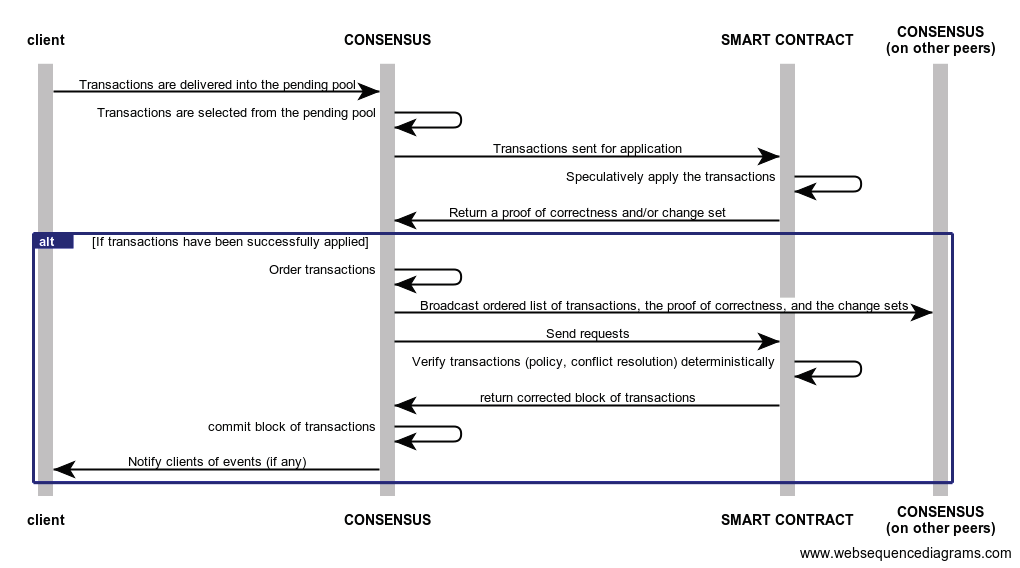 client
CONSENSUS
SMART CONTRACT
CONSENSUS
(on other peers)
Transactions are delivered into the pending pool
Transactions are selected from the pending pool
Transactions sent for application
Speculatively apply the transactions
Return a proof of correctness and/or change set
alt
[If transactions have been successfully applied]
Order transactions
Broadcast ordered list of transactions, the proof of correctness, and the change sets
Send requests
Verify transactions (policy, conflict resolution) deterministically
return corrected block of transactions
commit block of transactions
Notify clients of events (if any)
client
CONSENSUS
SMART CONTRACT
CONSENSUS
(on other peers)
www.websequencediagrams.com